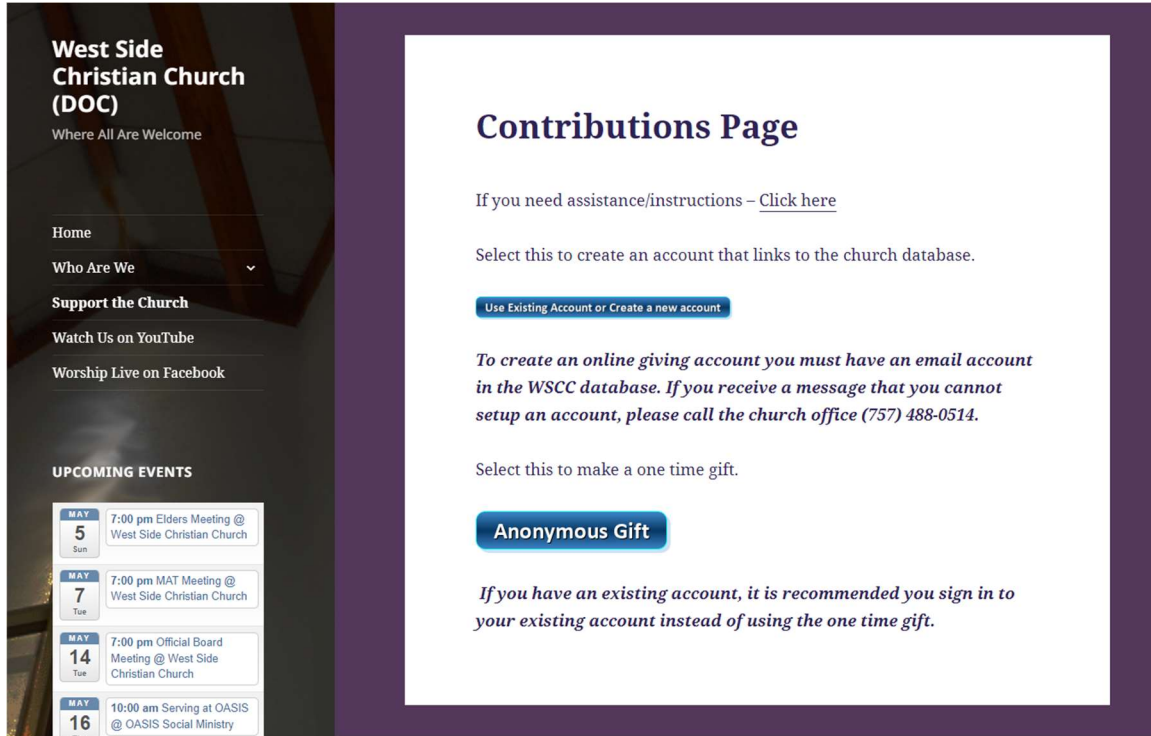 West Side
Christian Church
(DOC)
Where All Are Welcome
Home
Who Are We
Support the Church
Watch Us on YouTube
Worship Live on Facebook
UPCOMING EVENTS
MAY
5
Sun
7:00 pm Elders Meeting @
West Side Christian Church
MAY
7
Tue
7:00 pm MAT Meeting @
West Side Christian Church
MAY
14
Tue
7:00 pm Official Board
Meeting @ West Side
Christian Church
MAY
16
10:00 am Serving at OASIS
@ OASIS Social Ministry
Contributions Page
If you need assistance/instructions – Click here
Select this to create an account that links to the church database.
Use Existing Account or Create a new account
To create an online giving account you must have an email account
in the WSCC database. If you receive a message that you cannot
setup an account, please call the church office (757) 488-0514.
Select this to make a one time gift.
Anonymous Gift
If you have an existing account, it is recommended you sign in to
your existing account instead of using the one time gift.